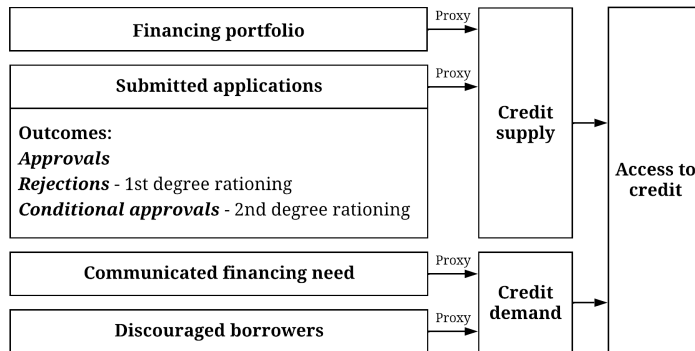 Financing portfolio
Proxy
Submitted applications
Proxy
Outcomes:
Approvals
Rejections - 1st degree rationing
Conditional approvals - 2nd degree rationing
Credit
supply
Access to
credit
Communicated financing need
Proxy
Discouraged borrowers
Proxy
Credit
demand